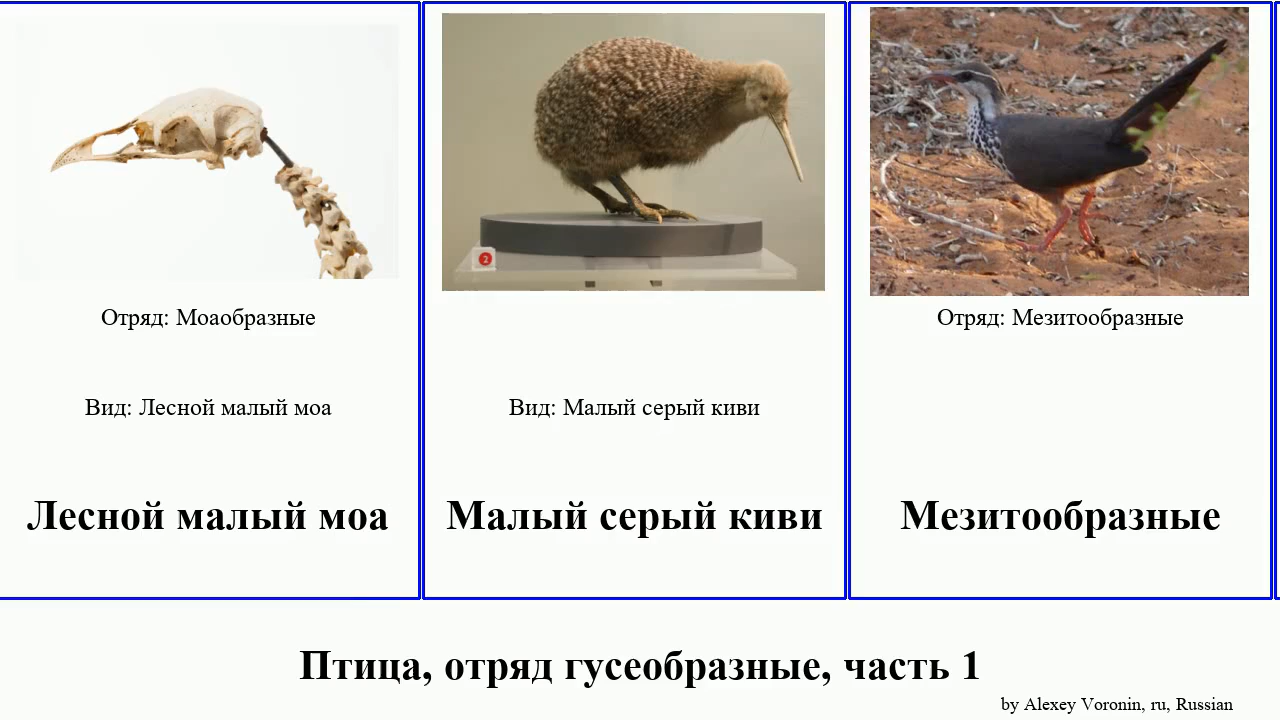 2
Отряд: Моаобразные
Отряд: Мезитообразные
Вид: Лесной малый моа
Вид: Малый серый киви
Лесной малый моа
Малый серый киви
Мезитообразные
Птица, отряд гусеобразные, часть 1
by Alexey Voronin, ru, Russian